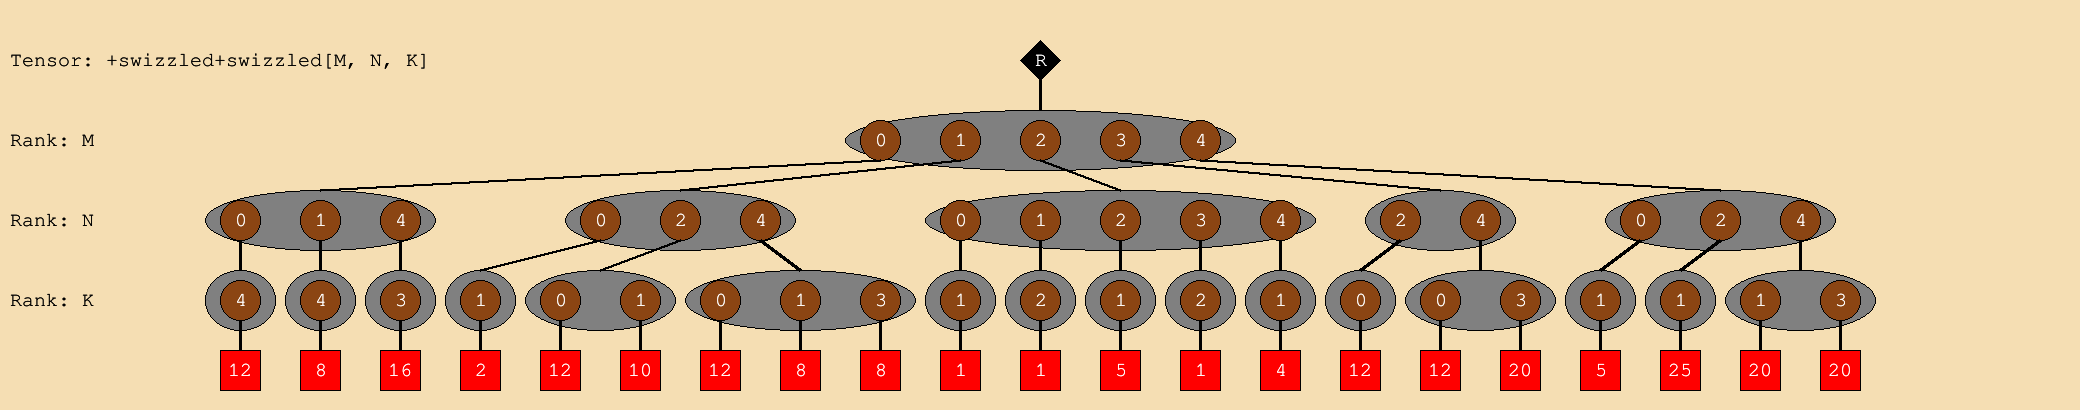 Tensor: +swizzled+swizzled[M, N, K] R
Rank: M 0 1 2 3 4
Rank: N 0 1 4 0 2 4 0 1 2 3 4 2 4 0 2 4
Rank: K 4 4 3 1 0 1 0 1 3 1 2 1 2 1 0 0 3 1 1 1 3
12 8 16 2 12 10 12 8 8 1 1 5 1 4 12 12 20 5 25 20 20